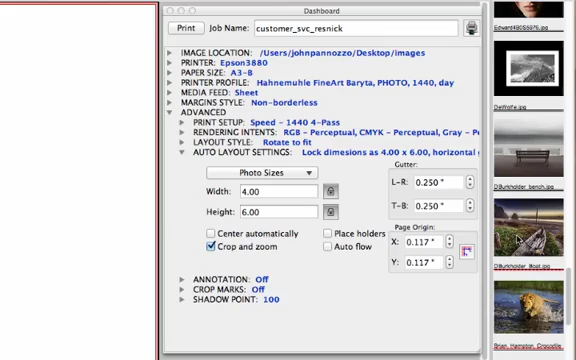 Dashboard
Print
Job Name:
customer_svc_resnick
IMAGE LOCATION: /Users/johnpannozzo/Desktop/images
PRINTER: Epson3880
PAPER SIZE: A3-B
PRINTER PROFILE: Hahnemuhle FineArt Baryta, PHOTO, 1440, day
MEDIA FEED: Sheet
MARGINS STYLE: Non-borderless
ADVANCED
PRINT SETUP: Speed - 1440 4-Pass
RENDERING INTENTS: RGB - Perceptual, CMYK - Perceptual, Gray - Pe
LAYOUT STYLE: Rotate to fit
AUTO LAYOUT SETTINGS: Lock dimesions as 4.00 x 6.00, horizontal g
Photo Sizes
Width: 4.00
Height: 6.00
Center automatically
Crop and zoom
Place holders
Auto flow
Gutter:
L-R: 0.250 "
T-B: 0.250 "
Page Origin:
X: 0.117 "
Y: 0.117 "
ANNOTATION: Off
CROP MARKS: Off
SHADOW POINT: 100
DeWolfe.jpg
DBurkholder_bench.jpg
DBurkholder_Boat.jpg
Brian_Hampton_Crocodile